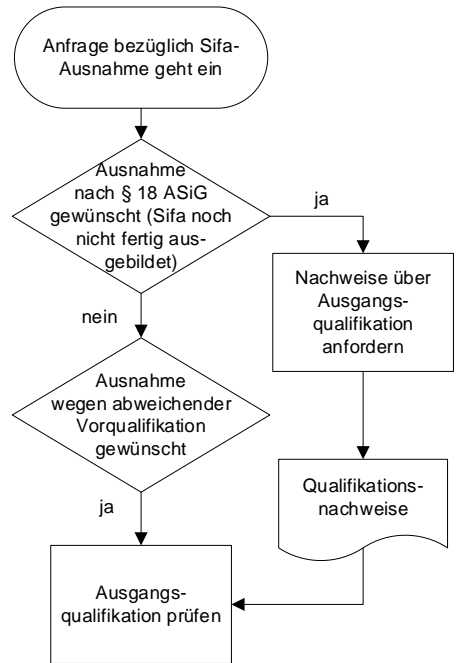 Anfrage bezüglich Sifa-
Ausnahme geht ein
Ausnahme
nach § 18 ASiG
gewünscht (Sifa noch
nicht fertig aus-
gebildet)
ja
nein
Nachweise über
Ausgangs-
qualifikation
anfordern
Ausnahme
wegen abweichender
Vorqualifikation
gewünscht
Qualifikations-
nachweise
ja
Ausgangs-
qualifikation prüfen